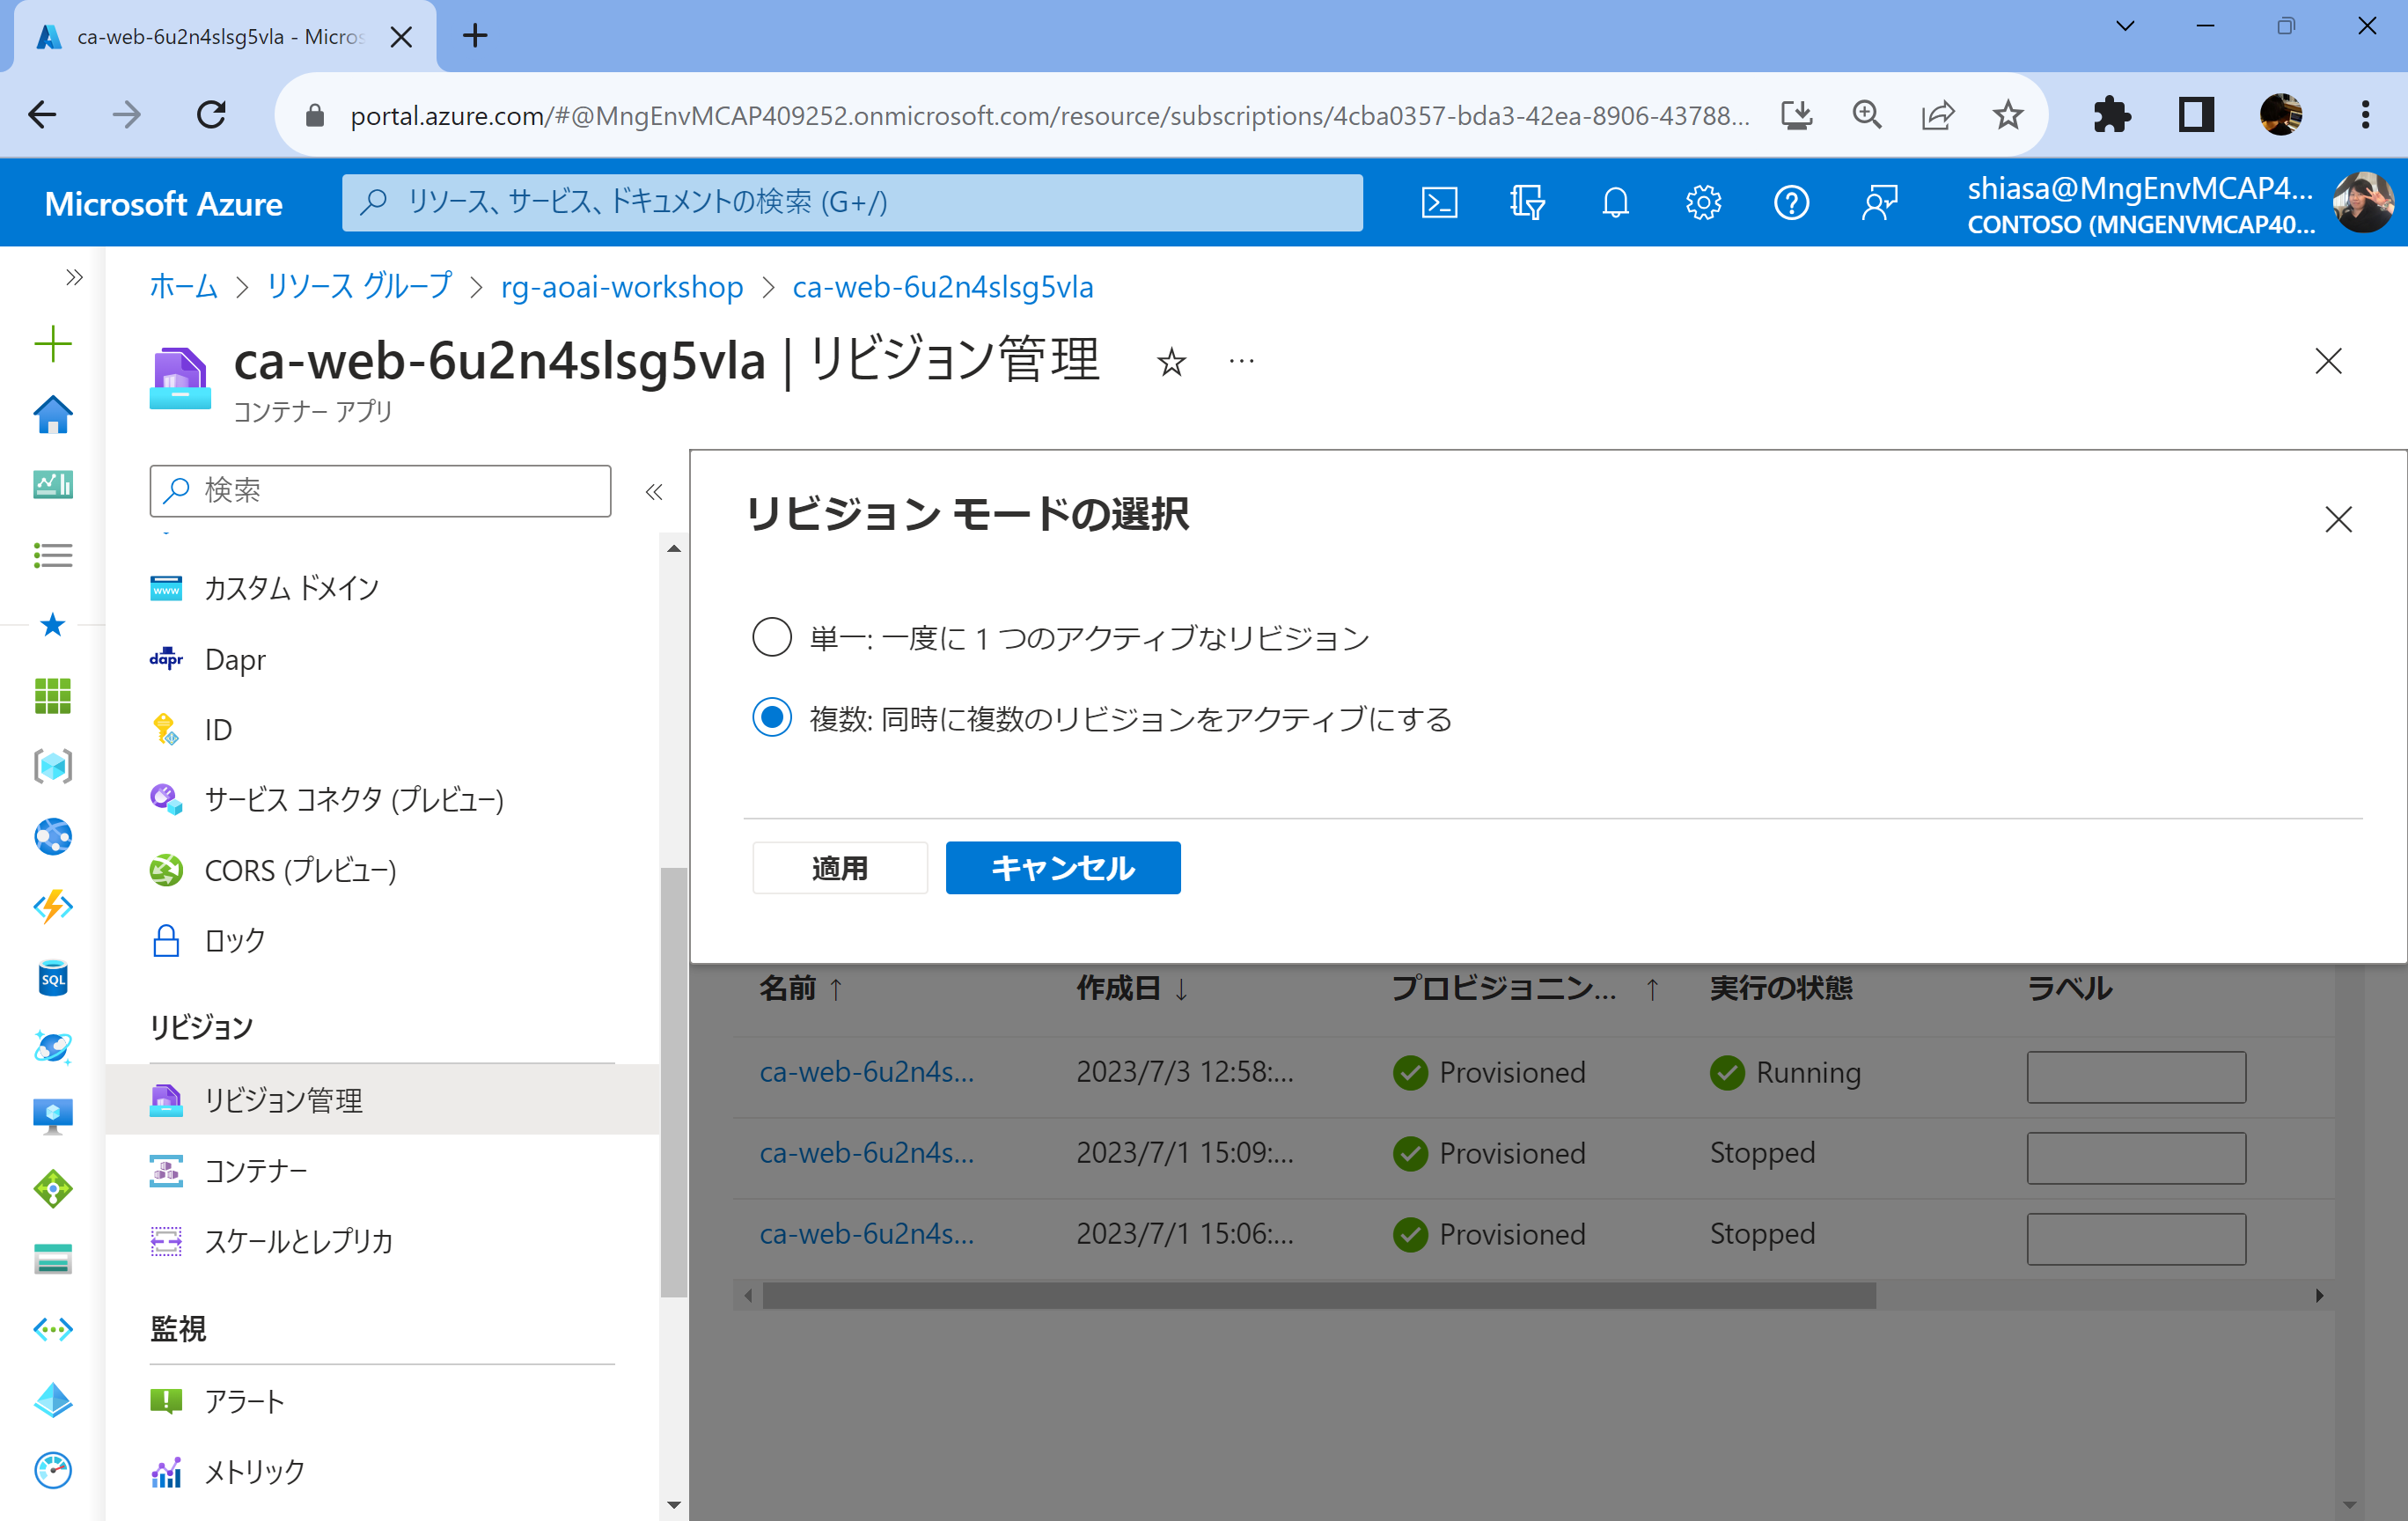 ca-web-6u2n4slsg5vla - Micros
portal.azure.com/#@MngEnvMCAP409252.onmicrosoft.com/resource/subscriptions/4cba0357-bda3-42ea-8906-43788...
Microsoft Azure
リソース、サービス、ドキュメントの検索 (G+/)
shiasa@MngEnvMCAP4...
CONTOSO (MNGENVMCAP40...
ホーム > リソース グループ > rg-aoai-workshop > ca-web-6u2n4slsg5vla
ca-web-6u2n4slsg5vla | リビジョン管理
コンテナー アプリ
検索
カスタム ドメイン
Dapr
ID
サービス コネクタ (プレビュー)
CORS (プレビュー)
ロック
リビジョン
リビジョン管理
コンテナー
スケールとレプリカ
監視
アラート
メトリック
リビジョン モードの選択
単一: 一度に 1 つのアクティブなリビジョン
複数: 同時に複数のリビジョンをアクティブにする
適用 キャンセル
名前 ↑ 作成日 ↓ プロビジョニン... ↑ 実行の状態 ラベル
ca-web-6u2n4s... 2023/7/3 12:58:... Provisioned Running
ca-web-6u2n4s... 2023/7/1 15:09:... Provisioned Stopped
ca-web-6u2n4s... 2023/7/1 15:06:... Provisioned Stopped
www
dapr
SQL